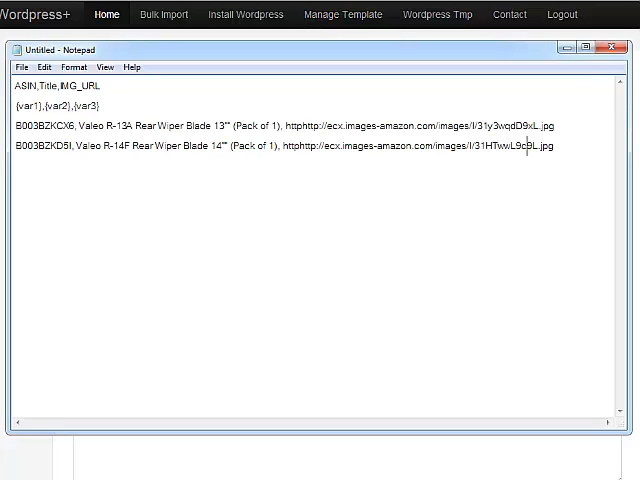 Wordpress+ Home Bulk Import Install Wordpress Manage Template Wordpress Tmp Contact Logout
Untitled - Notepad
File Edit Format View Help
ASIN,Title,IMG_URL
{var1},{var2},{var3}
B003BZKCX6, Valeo R-13A Rear Wiper Blade 13"" (Pack of 1), httphttp://ecx.images-amazon.com/images/I/31y3wqdD9xL.jpg
B003BZKD5I, Valeo R-14F Rear Wiper Blade 14"" (Pack of 1), httphttp://ecx.images-amazon.com/images/I/31HTwwL9c9L.jpg